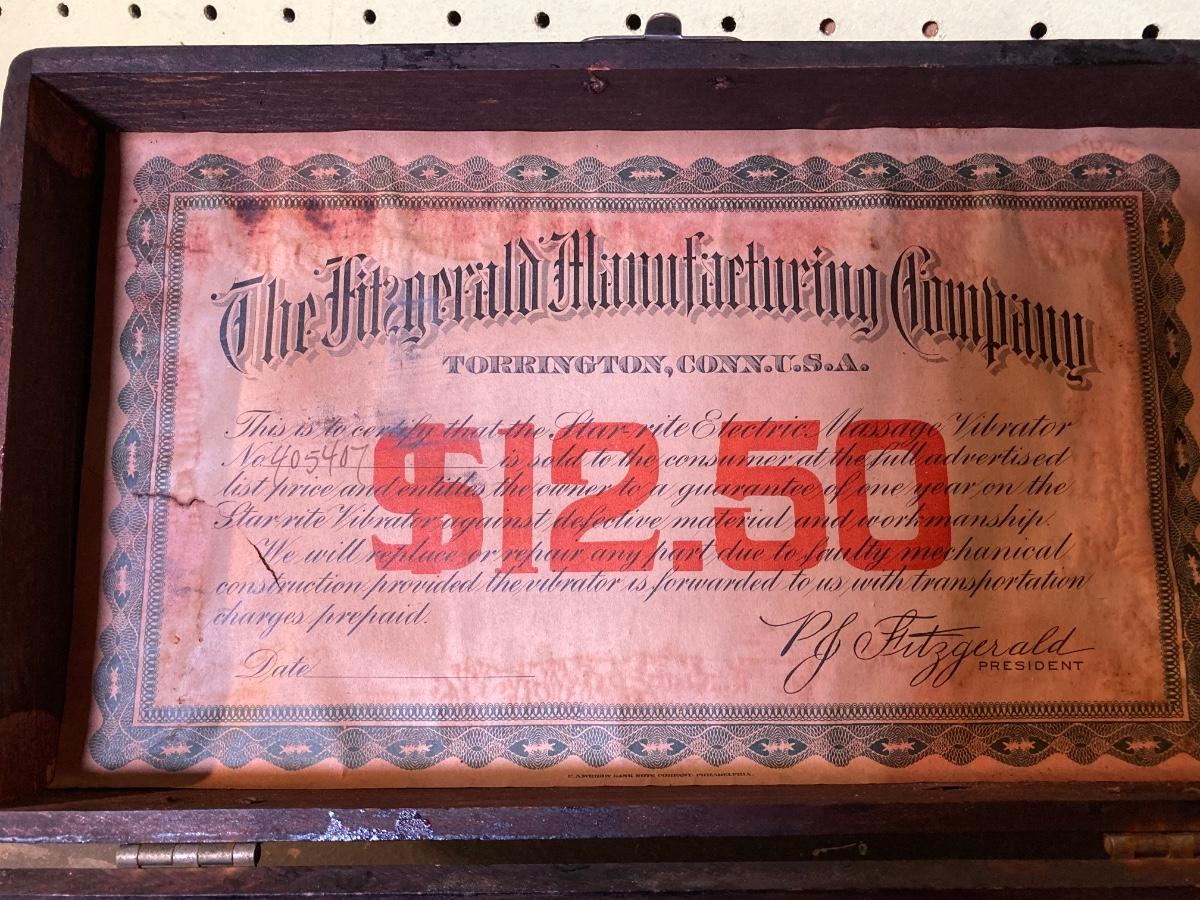 The Fitzgerald Manufacturing Company
TORRINGTON, CONN. U.S.A.
$12.50
This is to certify that the Star-rite Electric Massage Vibrator
No. 405407 is sold to the consumer at the full advertised
list price and entitles the owner to a guarantee of one year on the
Star-rite Vibrator against defective material and workmanship.
We will replace or repair any part due to faulty mechanical
construction provided the vibrator is forwarded to us with transportation
charges prepaid.
Date
P J Fitzgerald
PRESIDENT
BANK NOTE COMPANY PHILADELPHIA.